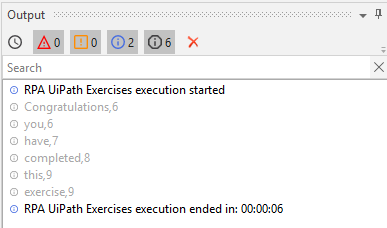 Output
0
0
2
6
Search
RPA UiPath Exercises execution started
Congratulations,6
you,6
have,7
completed,8
this,9
exercise,9
RPA UiPath Exercises execution ended in: 00:00:06